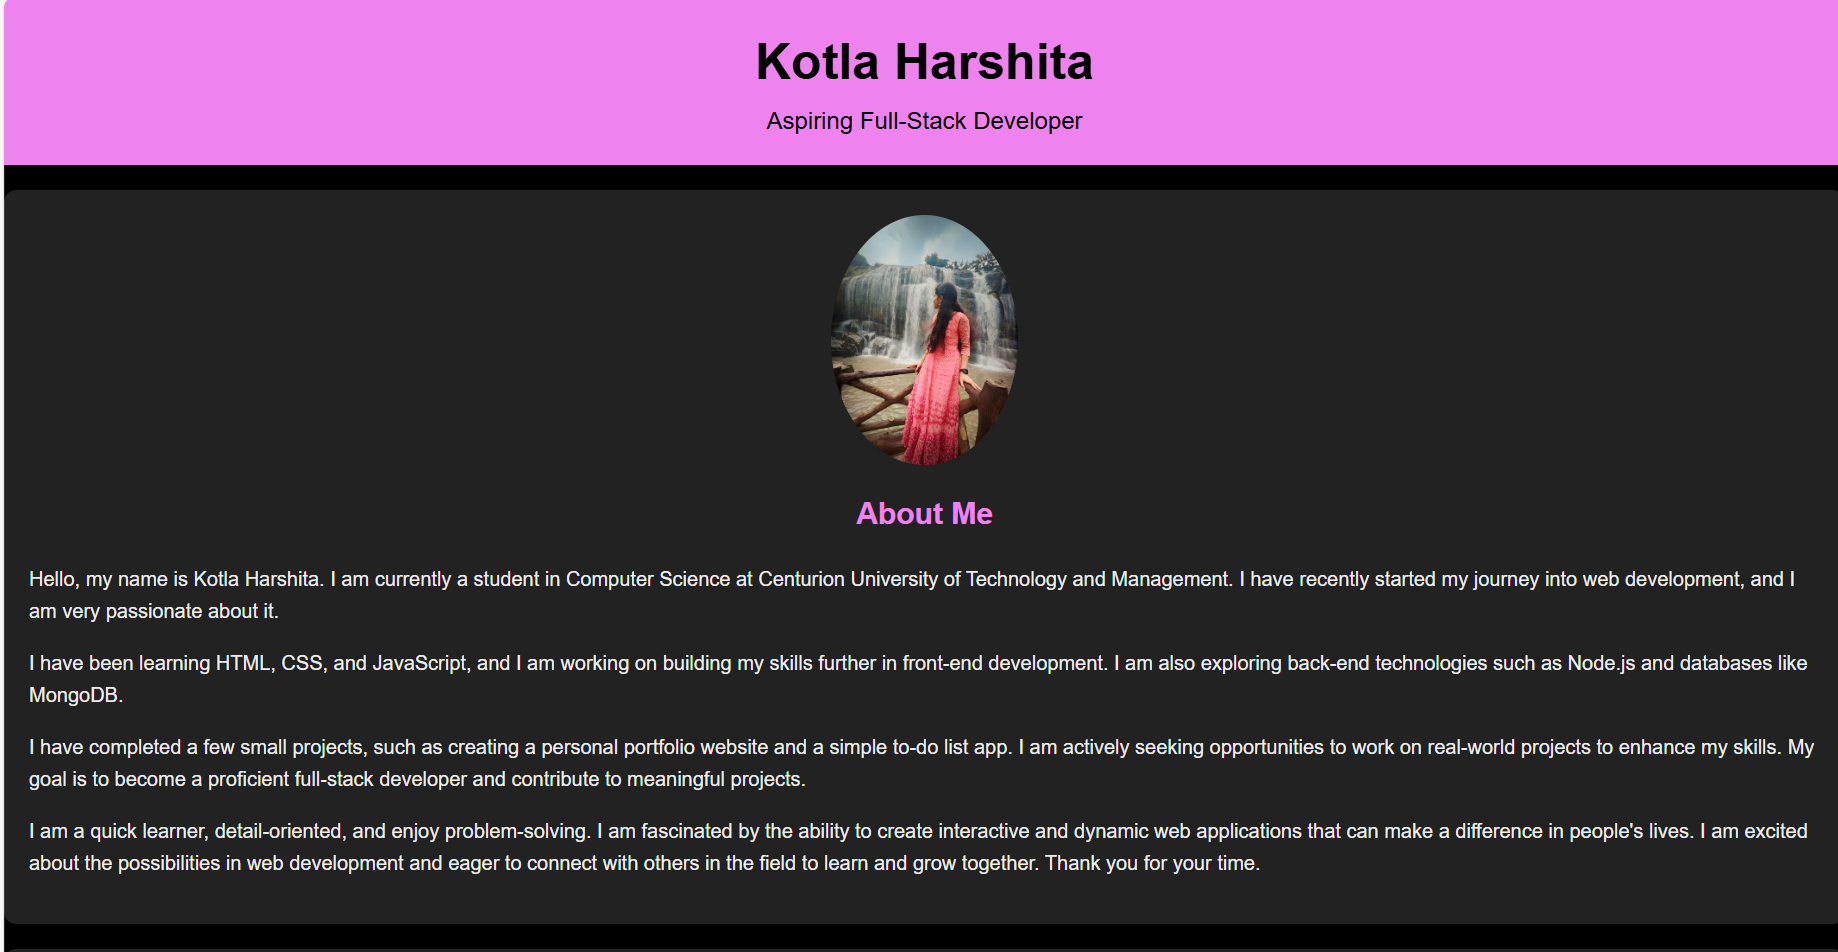 Kotla Harshita
Aspiring Full-Stack Developer
About Me
Hello, my name is Kotla Harshita. I am currently a student in Computer Science at Centurion University of Technology and Management. I have recently started my journey into web development, and I
am very passionate about it.
I have been learning HTML, CSS, and JavaScript, and I am working on building my skills further in front-end development. I am also exploring back-end technologies such as Node.js and databases like
MongoDB.
I have completed a few small projects, such as creating a personal portfolio website and a simple to-do list app. I am actively seeking opportunities to work on real-world projects to enhance my skills. My
goal is to become a proficient full-stack developer and contribute to meaningful projects.
I am a quick learner, detail-oriented, and enjoy problem-solving. I am fascinated by the ability to create interactive and dynamic web applications that can make a difference in people's lives. I am excited
about the possibilities in web development and eager to connect with others in the field to learn and grow together. Thank you for your time.